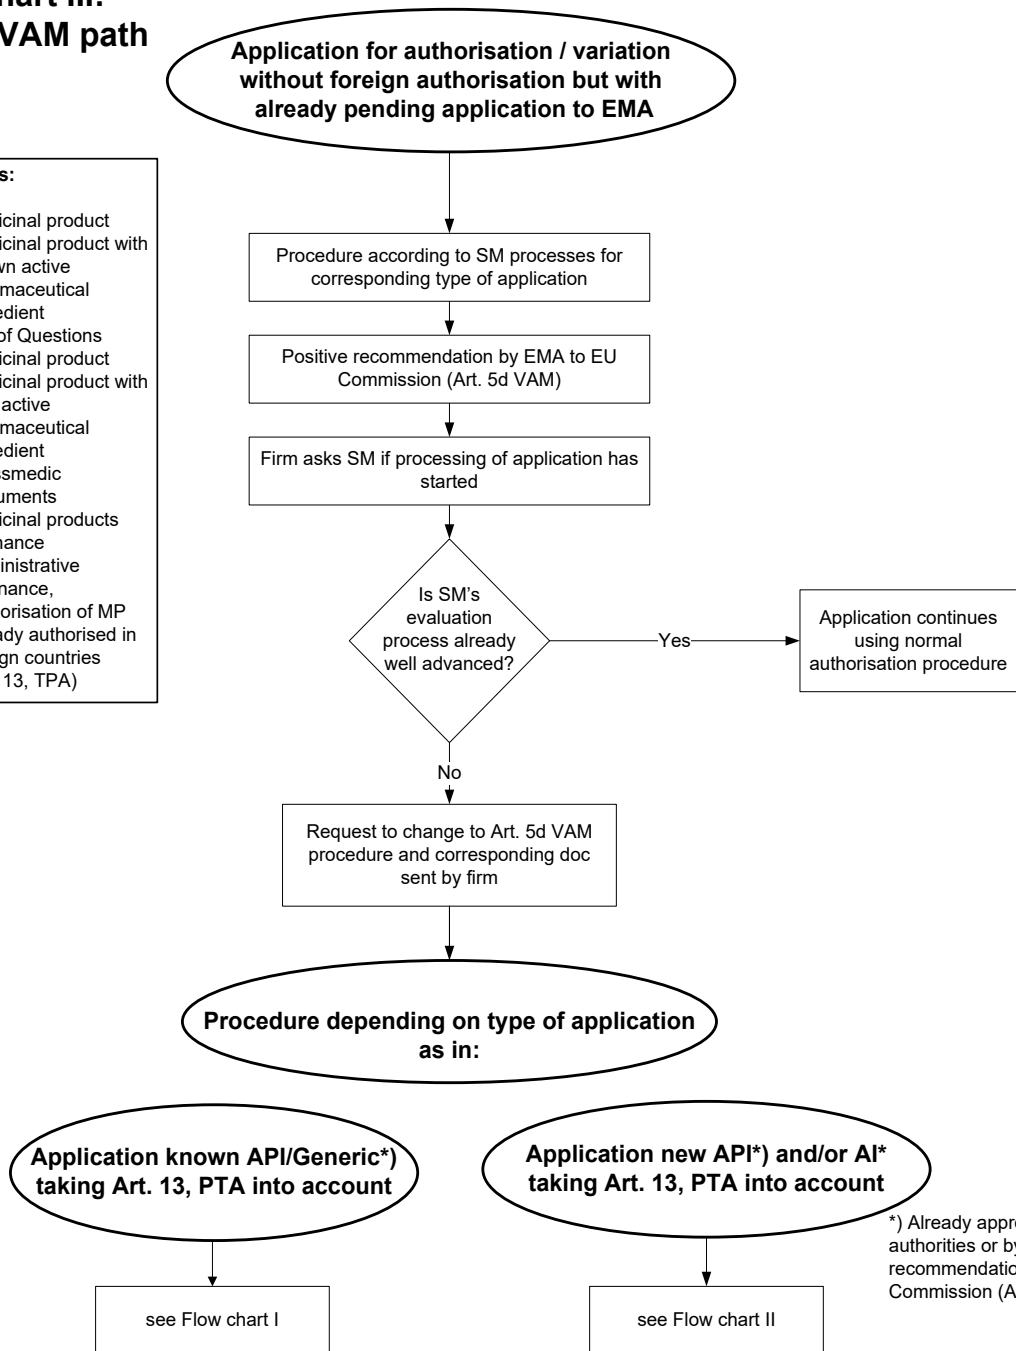 hart III:
VAM path
Application for authorisation / variation
without foreign authorisation but with
already pending application to EMA
s:
icinal product
icinal product with
wn active
maceutical
edient
of Questions
icinal product
icinal product with
active
maceutical
edient
ssmedic
uments
icinal products
nance
inistrative
nance,
orisation of MP
ady authorised in
ign countries
13, TPA)
Procedure according to SM processes for
corresponding type of application
Positive recommendation by EMA to EU
Commission (Art. 5d VAM)
Firm asks SM if processing of application has
started
Is SM's
evaluation
process already
well advanced?
Yes
Application continues
using normal
authorisation procedure
No
Request to change to Art. 5d VAM
procedure and corresponding doc
sent by firm
Procedure depending on type of application
as in:
Application known API/Generic*)
taking Art. 13, PTA into account
Application new API*) and/or AI*
taking Art. 13, PTA into account
*) Already appr
authorities or by
recommendatio
Commission (A
see Flow chart I
see Flow chart II